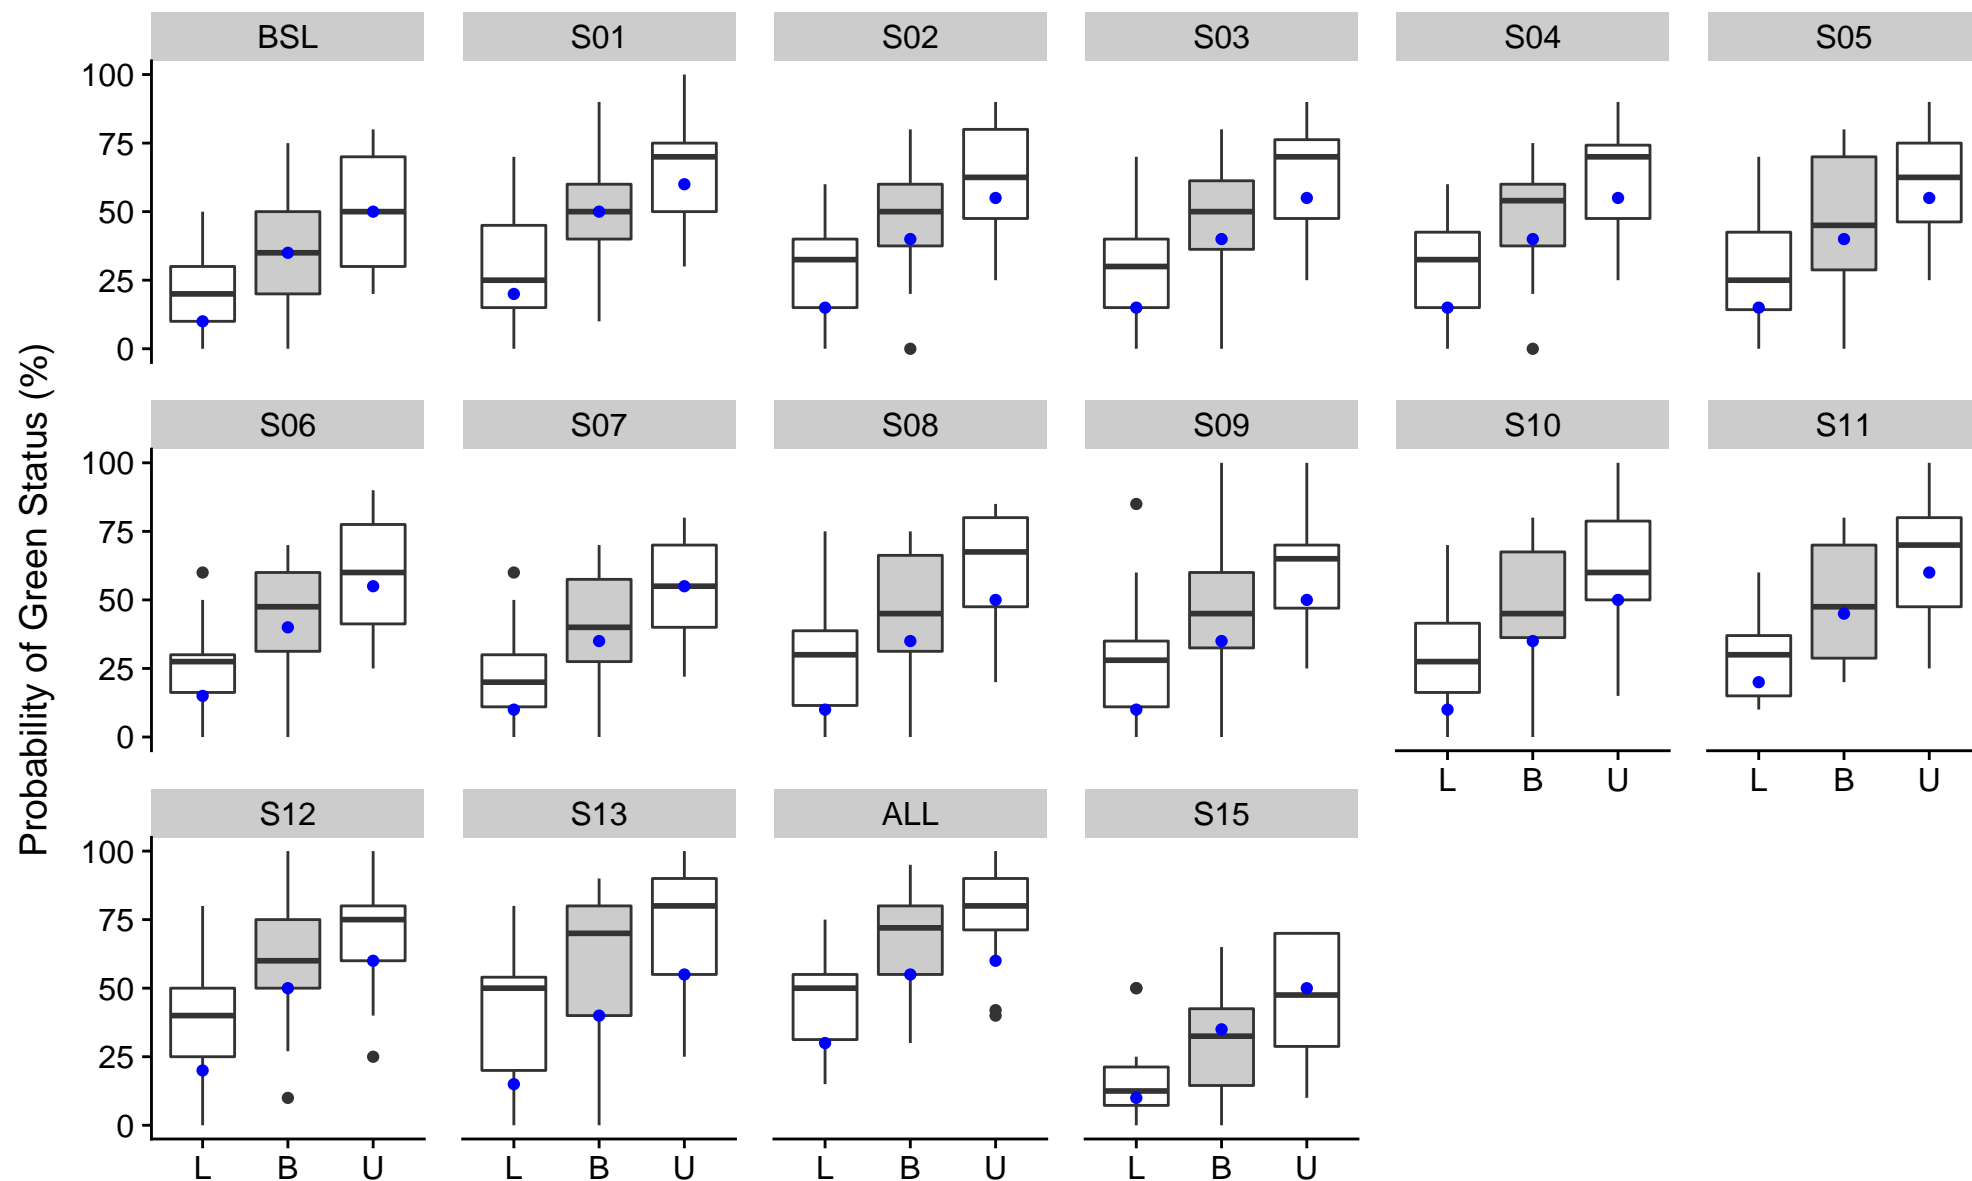 BSL S01 S02 S03 S04 S05
100
75
50
25
0
S06 S07 S08 S09 S10 S11
100
75
50
25
0
L B U L B U
S12 S13 ALL S15
100
75
50
25
0
L B U L B U L B U L B U
Probability of Green Status (%)